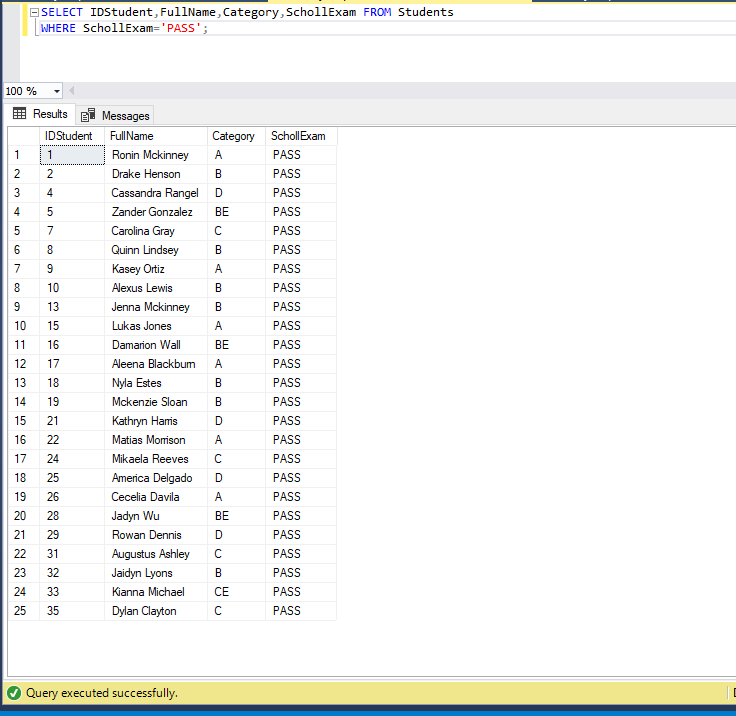 SELECT IDStudent,FullName,Category,SchollExam FROM Students
WHERE SchollExam='PASS';
100 %
Results Messages
IDStudent FullName Category SchollExam
1 1 Ronin Mckinney A PASS
2 2 Drake Henson B PASS
3 4 Cassandra Rangel D PASS
4 5 Zander Gonzalez BE PASS
5 7 Carolina Gray C PASS
6 8 Quinn Lindsey B PASS
7 9 Kasey Ortiz A PASS
8 10 Alexus Lewis B PASS
9 13 Jenna Mckinney B PASS
10 15 Lukas Jones A PASS
11 16 Damarion Wall BE PASS
12 17 Aleena Blackburn A PASS
13 18 Nyla Estes B PASS
14 19 Mckenzie Sloan B PASS
15 21 Kathryn Harris D PASS
16 22 Matias Morrison A PASS
17 24 Mikaela Reeves C PASS
18 25 America Delgado D PASS
19 26 Cecelia Davila A PASS
20 28 Jadyn Wu BE PASS
21 29 Rowan Dennis D PASS
22 31 Augustus Ashley C PASS
23 32 Jaidyn Lyons B PASS
24 33 Kianna Michael CE PASS
25 35 Dylan Clayton C PASS
Query executed successfully.